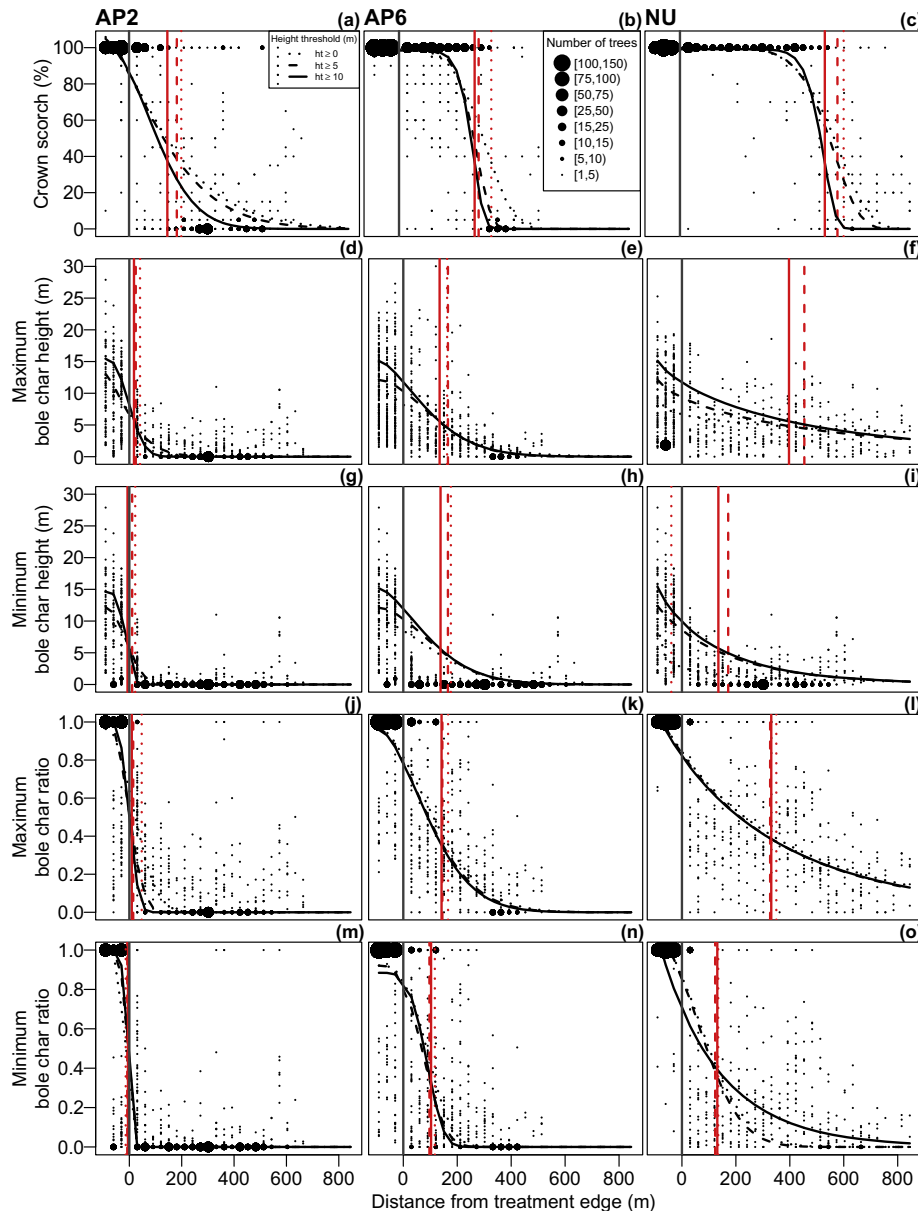 AP2 (a) AP6 (b) NU (c)
Height threshold (m)
ht ≥ 0
ht ≥ 5
ht ≥ 10
Number of trees
[100,150)
[75,100)
[50,75)
[25,50)
[15,25)
[10,15)
[5,10)
[1,5)
Crown scorch (%)
100
80
60
40
20
0
(d) (e) (f)
Maximum
bole char height (m)
30
25
20
15
10
5
0
(g) (h) (i)
Minimum
bole char height (m)
30
25
20
15
10
5
0
(j) (k) (l)
Maximum
bole char ratio
1.0
0.8
0.6
0.4
0.2
0.0
(m) (n) (o)
Minimum
bole char ratio
1.0
0.8
0.6
0.4
0.2
0.0
0 200 400 600 800 0 200 400 600 800 0 200 400 600 800
Distance from treatment edge (m)